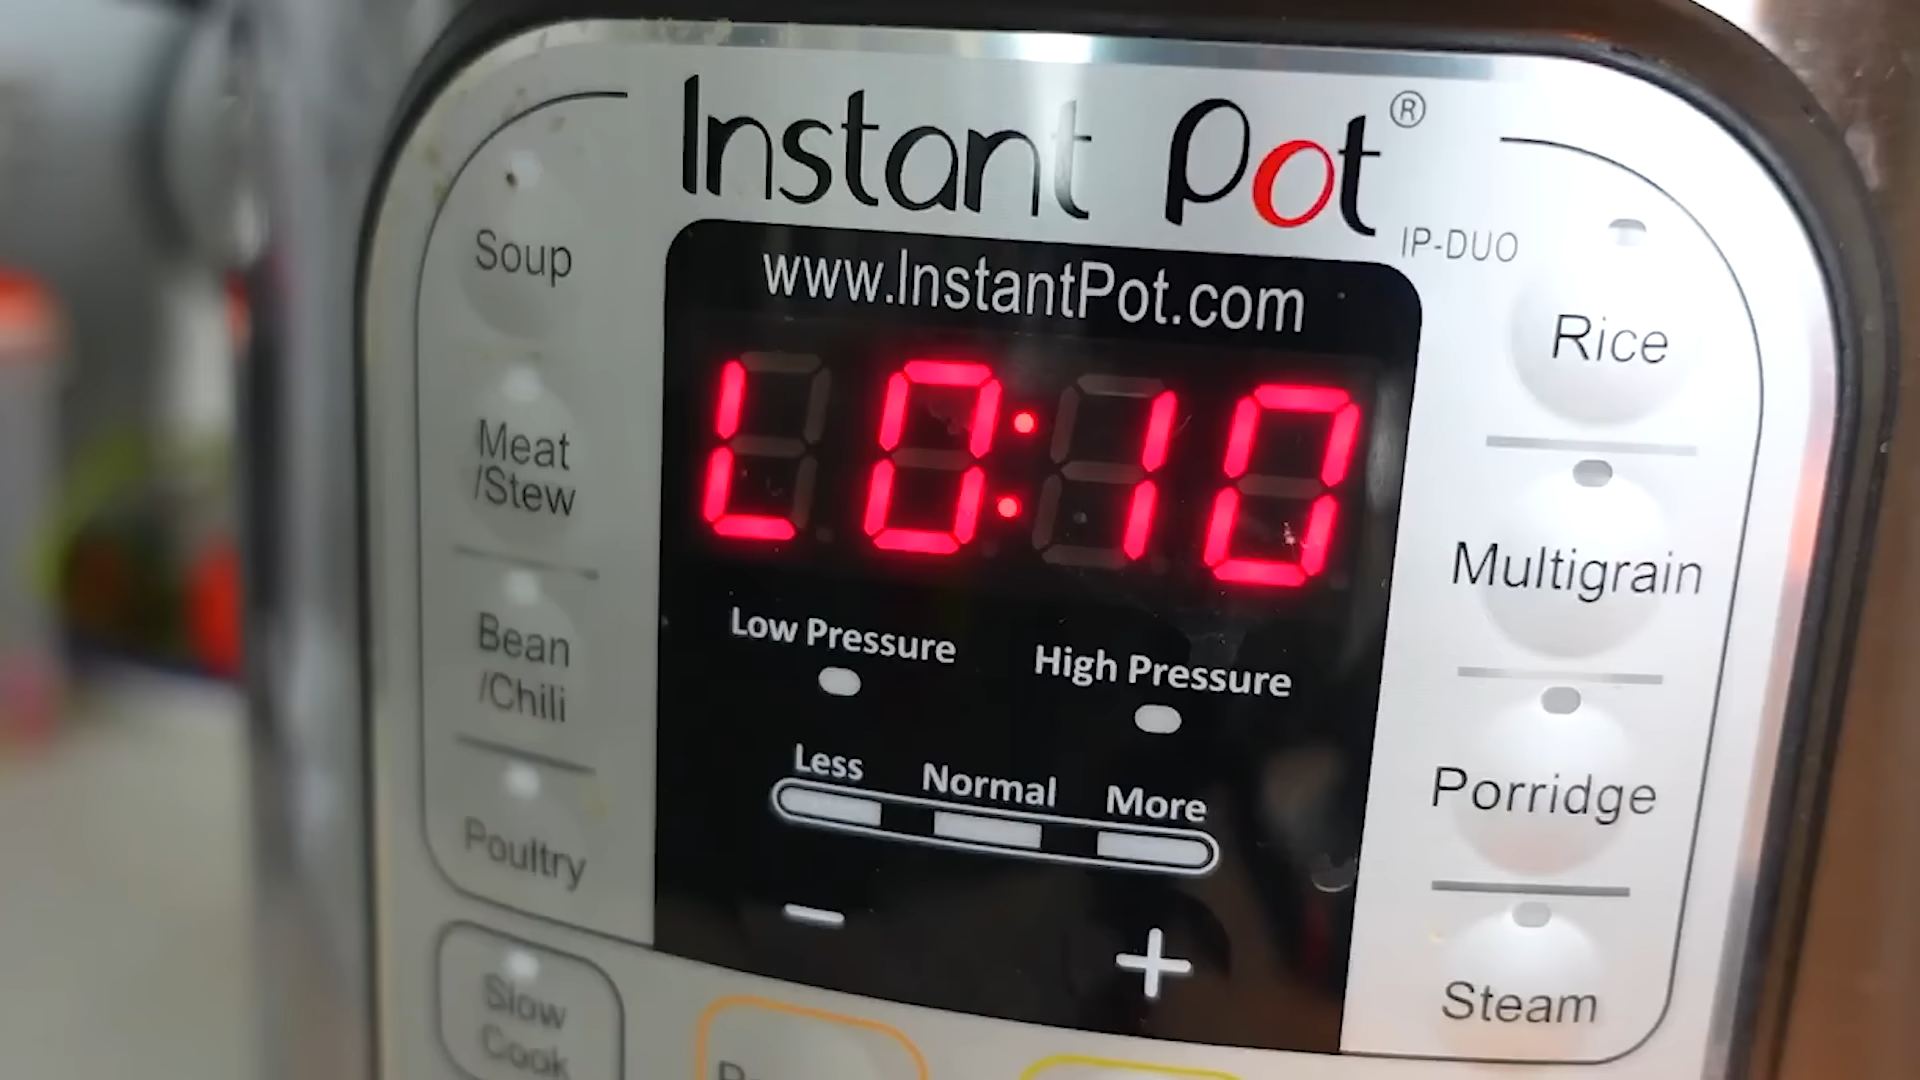 Instant Pot®
IP-DUO
www.InstantPot.com
L0:10
Low Pressure
High Pressure
Less Normal More
−
+
Soup
Meat
/Stew
Bean
/Chili
Poultry
Slow
Cook
Rice
Multigrain
Porridge
Steam